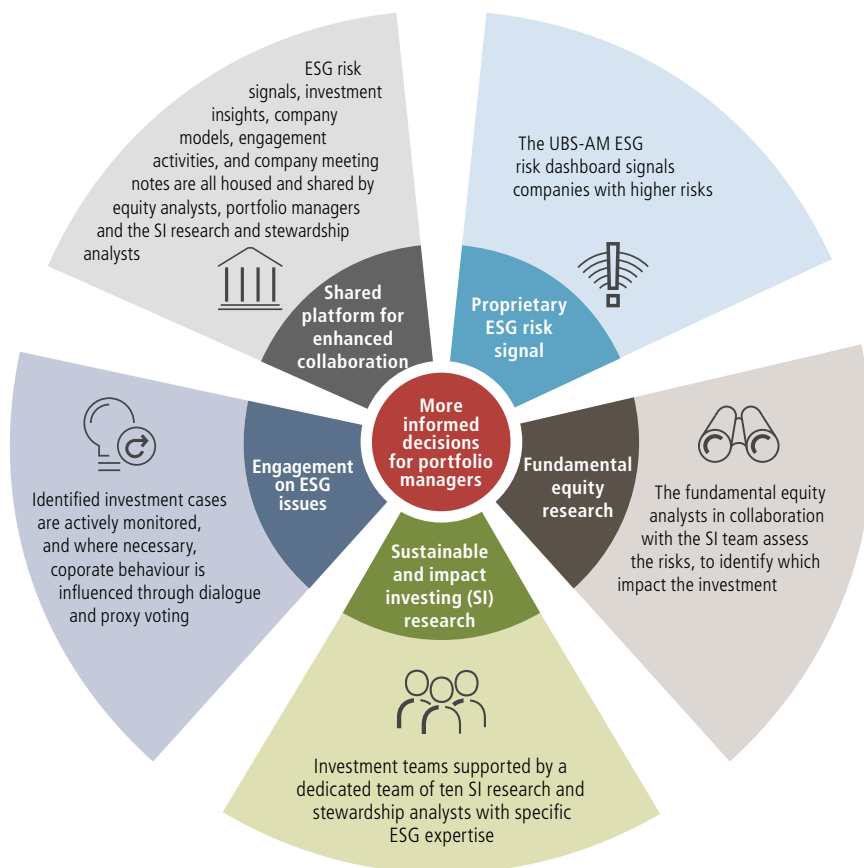 ESG risk
signals, investment
insights, company
models, engagement
activities, and company meeting
notes are all housed and shared by
equity analysts, portfolio managers
and the SI research and stewardship
analysts
Shared
platform for
enhanced
collaboration
The UBS-AM ESG
risk dashboard signals
companies with higher risks
Proprietary
ESG risk
signal
More
informed
decisions
for portfolio
managers
Fundamental
equity
research
The fundamental equity
analysts in collaboration
with the SI team assess
the risks, to identify which
impact the investment
Sustainable
and impact
investing (SI)
research
Investment teams supported by a
dedicated team of ten SI research and
stewardship analysts with specific
ESG expertise
Engagement
on ESG
issues
Identified investment cases
are actively monitored,
and where necessary,
coporate behaviour is
influenced through dialogue
and proxy voting